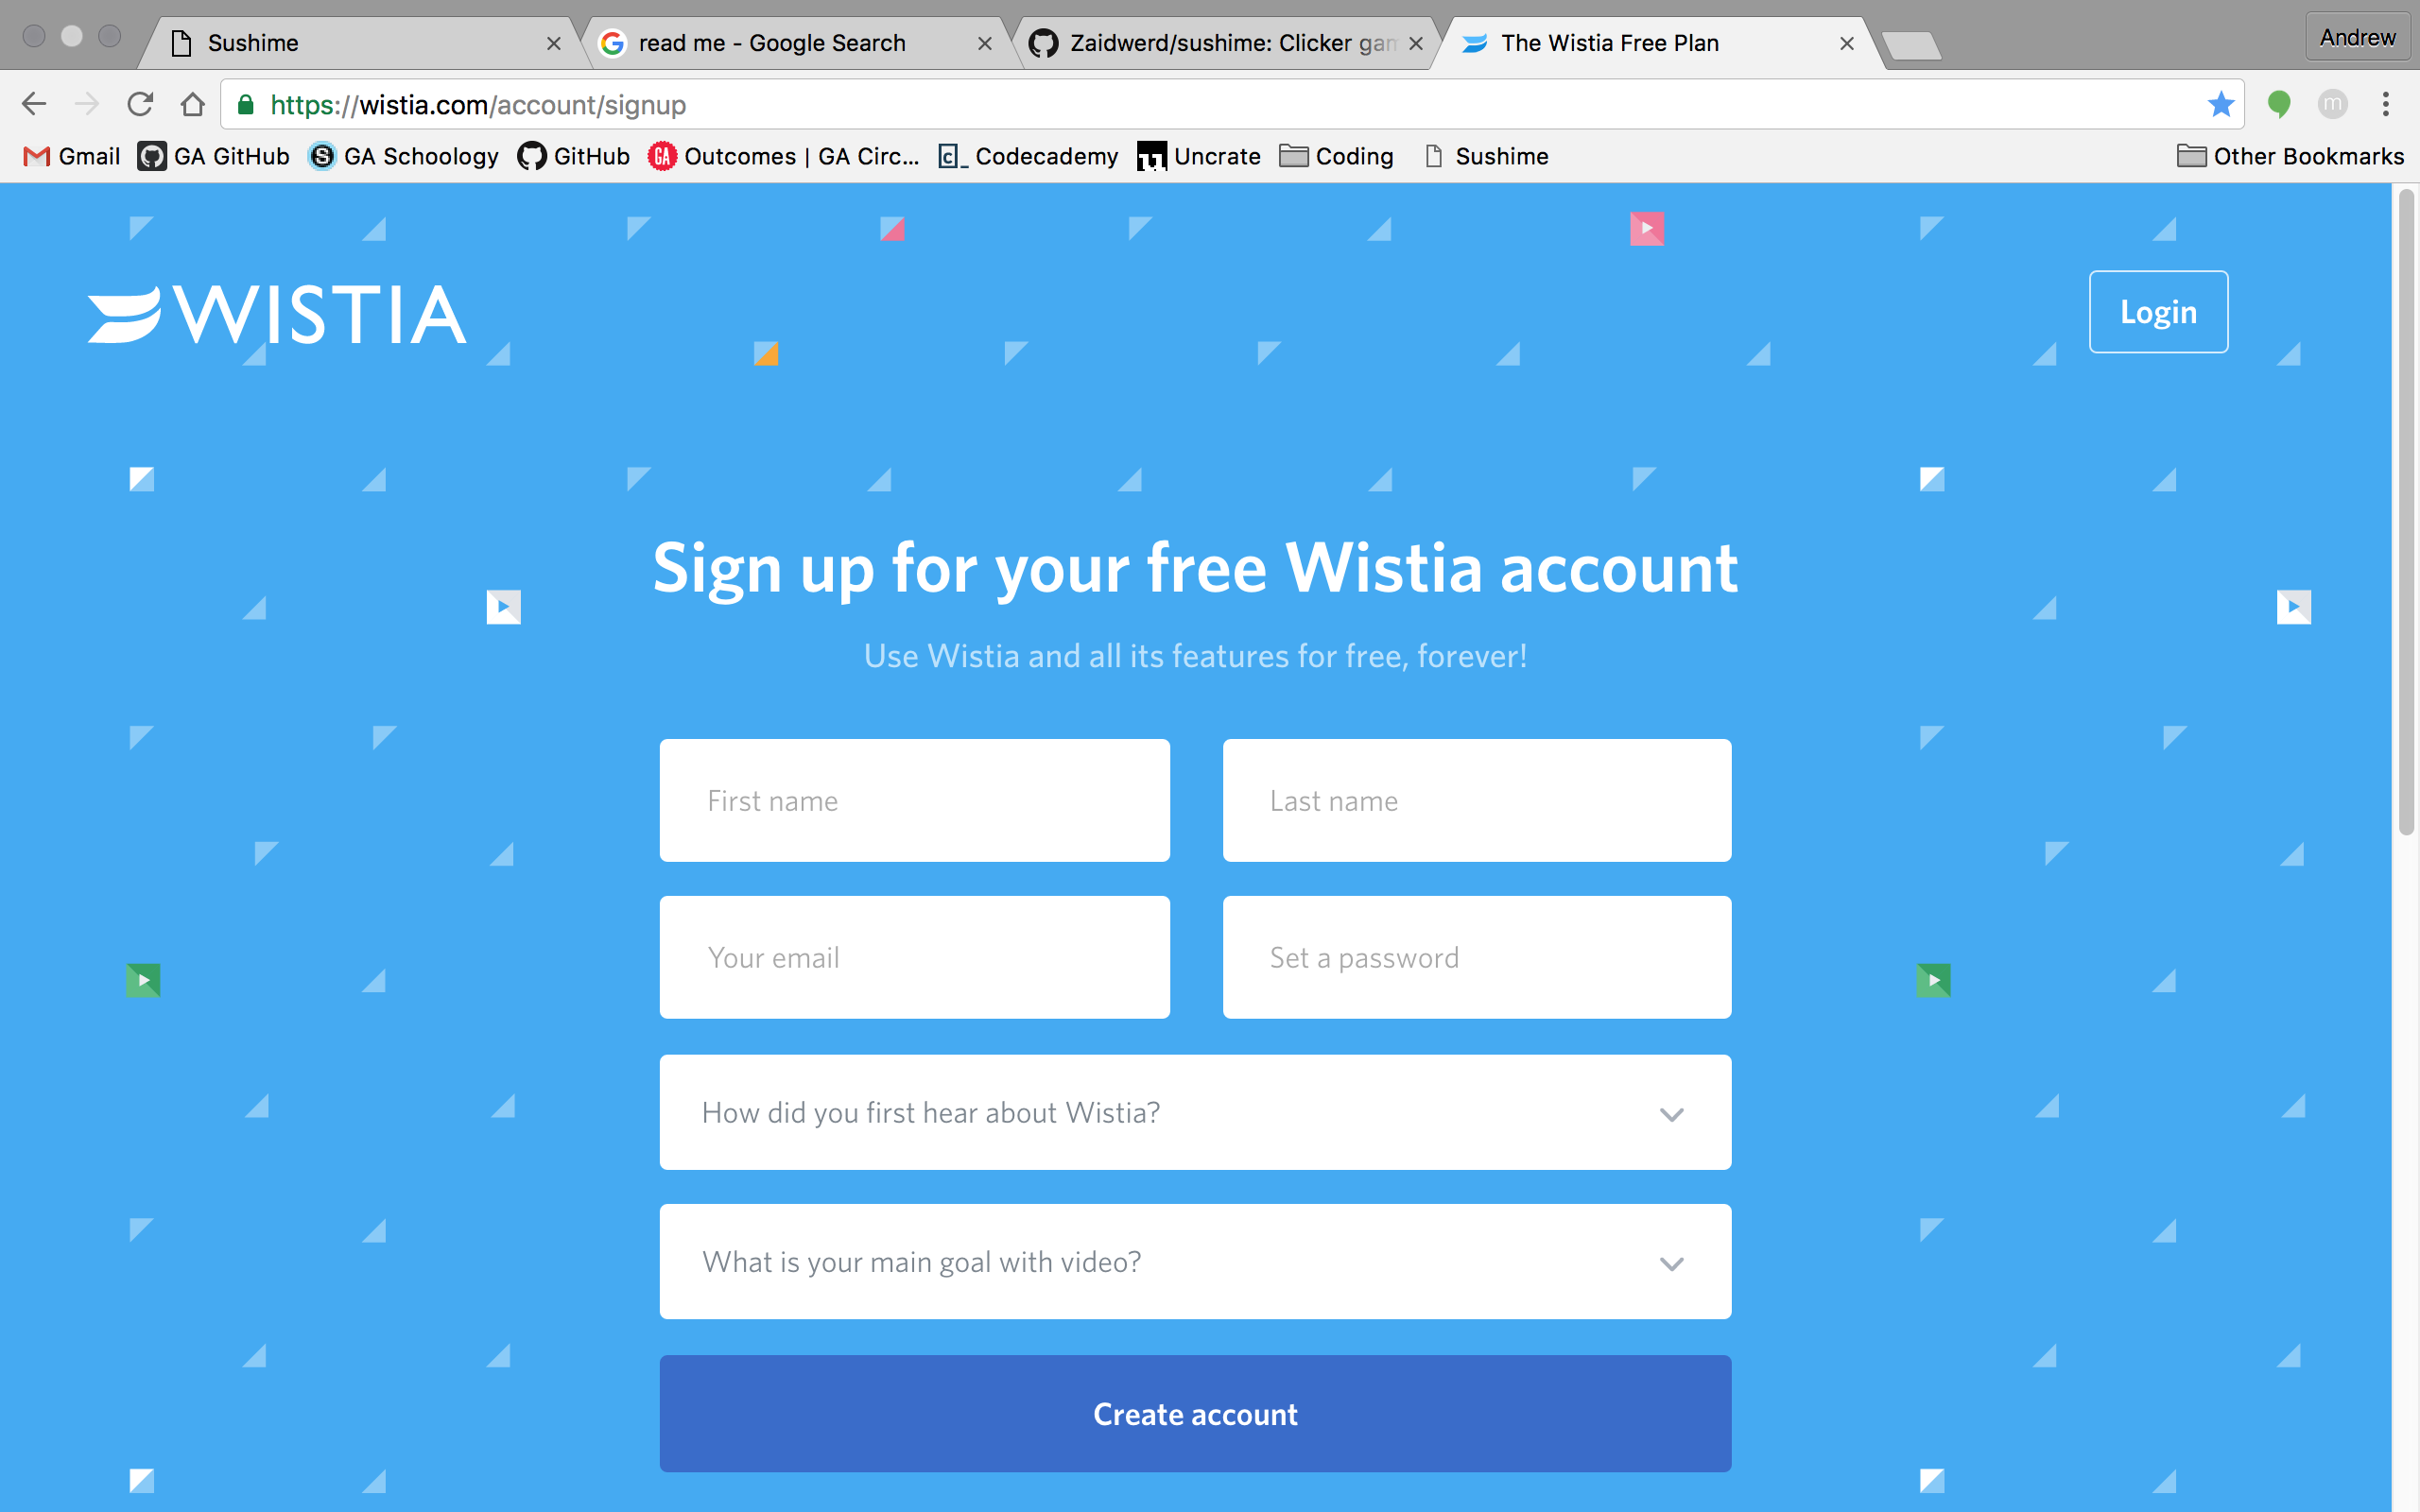 Sushime
read me - Google Search
Zaidwerd/sushime: Clicker gam
The Wistia Free Plan
Andrew
https://wistia.com/account/signup
m
Gmail
GA GitHub
GA Schoology
GitHub
Outcomes | GA Circ...
Codecademy
Uncrate
Coding
Sushime
Other Bookmarks
WISTIA
Login
Sign up for your free Wistia account
Use Wistia and all its features for free, forever!
First name
Last name
Your email
Set a password
How did you first hear about Wistia?
What is your main goal with video?
Create account